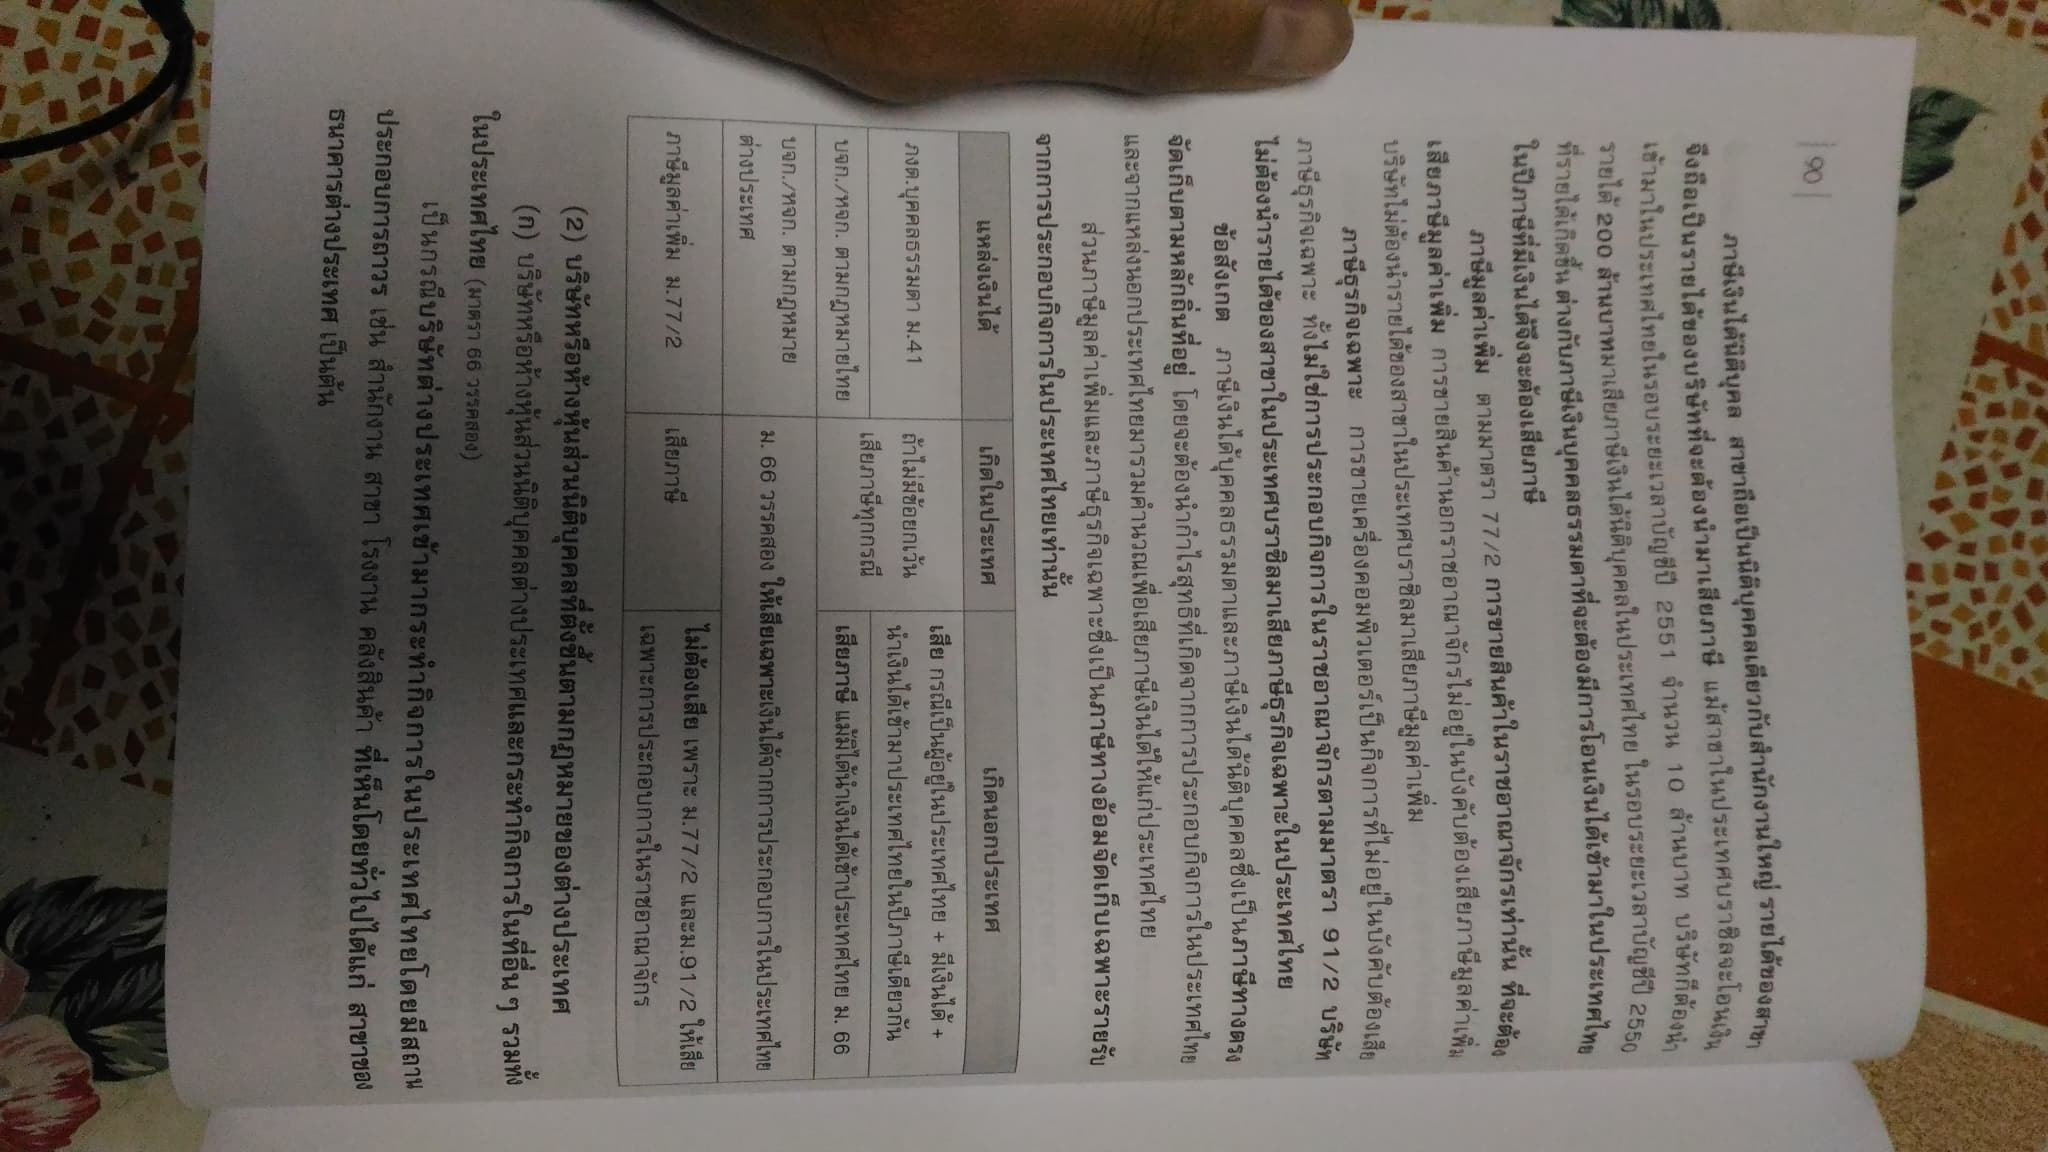 90
ภาษีเงินได้นิติบุคล สาขาถือเป็นนิติบุคคลเดียวกับสำนักงานใหญ่ รายได้ของสาขา
จึงถือเป็นรายได้ของบริษัทที่จะต้องนำมาเสียภาษี แม้สาขาในประเทศบราซิลจะโอนเงิน
เข้ามาในประเทศไทยในรอบระยะเวลาบัญชีปี 2551 จำนวน 10 ล้านบาท บริษัทก็ต้องนำ
รายได้ 200 ล้านบาทมาเสียภาษีเงินได้นิติบุคคลในประเทศไทย ในรอบระยะเวลาบัญชีปี 2550
ที่รายได้เกิดขึ้น ต่างกับภาษีเงินบุคคลธรรมดาที่จะต้องมีการโอนเงินได้เข้ามาในประเทศไทย
ในปีภาษีที่มีเงินได้จึงจะต้องเสียภาษี
ภาษีมูลค่าเพิ่ม ตามมาตรา 77/2 การขายสินค้าในราชอาณาจักรเท่านั้น ที่จะต้อง
เสียภาษีมูลค่าเพิ่ม การขายสินค้านอกราชอาณาจักรไม่อยู่ในบังคับต้องเสียภาษีมูลค่าเพิ่ม
บริษัทไม่ต้องนำรายได้ของสาขาในประเทศบราซิลมาเสียภาษีมูลค่าเพิ่ม
ภาษีธุรกิจเฉพาะ การขายเครื่องคอมพิวเตอร์เป็นกิจการที่ไม่อยู่ในบังคับต้องเสีย
ภาษีธุรกิจเฉพาะ ทั้งไม่ใช่การประกอบกิจการในราชอาณาจักรตามมาตรา 91/2 บริษัท
ไม่ต้องนำรายได้ของสาขาในประเทศบราซิลมาเสียภาษีธุรกิจเฉพาะในประเทศไทย
ข้อสังเกต ภาษีเงินได้บุคคลธรรมดาและภาษีเงินได้นิติบุคคลซึ่งเป็นภาษีทางตรง
จัดเก็บตามหลักถิ่นที่อยู่ โดยจะต้องนำกำไรสุทธิที่เกิดจากการประกอบกิจการในประเทศไทย
และจากแหล่งนอกประเทศไทยมารวมคำนวณเพื่อเสียภาษีเงินได้ให้แก่ประเทศไทย
ส่วนภาษีมูลค่าเพิ่มและภาษีธุรกิจเฉพาะซึ่งเป็นภาษีทางอ้อมจัดเก็บเฉพาะรายรับ
จากการประกอบกิจการในประเทศไทยเท่านั้น
แหล่งเงินได้ เกิดในประเทศ เกิดนอกประเทศ
ภงด.บุคคลธรรมดา ม.41
ถ้าไม่มีข้อยกเว้น
เสียภาษีทุกกรณี
เสีย กรณีเป็นผู้อยู่ในประเทศไทย + มีเงินได้ +
นำเงินได้เข้ามาประเทศไทยในปีภาษีเดียวกัน
บจก./หจก. ตามกฎหมายไทย
เสียภาษี แม้มิได้นำเงินได้เข้าประเทศไทย ม. 66
บจก./หจก. ตามกฎหมาย
ต่างประเทศ
ม. 66 วรรคสอง ให้เสียเฉพาะเงินได้จากการประกอบการในประเทศไทย
ภาษีมูลค่าเพิ่ม ม.77/2
เสียภาษี
ไม่ต้องเสีย เพราะ ม.77/2 และม.91/2 ให้เสีย
เฉพาะการประกอบการในราชอาณาจักร
(2) บริษัทหรือห้างหุ้นส่วนนิติบุคคลที่ตั้งขึ้นตามกฎหมายของต่างประเทศ
(ก) บริษัทหรือห้างหุ้นส่วนนิติบุคคลต่างประเทศและกระทำกิจการในที่อื่น ๆ รวมทั้ง
ในประเทศไทย (มาตรา 66 วรรคสอง)
เป็นกรณีบริษัทต่างประเทศเข้ามากระทำกิจการในประเทศไทยโดยมีสถาน
ประกอบการถาวร เช่น สำนักงาน สาขา โรงงาน คลังสินค้า ที่เห็นโดยทั่วไปได้แก่ สาขาของ
ธนาคารต่างประเทศ เป็นต้น